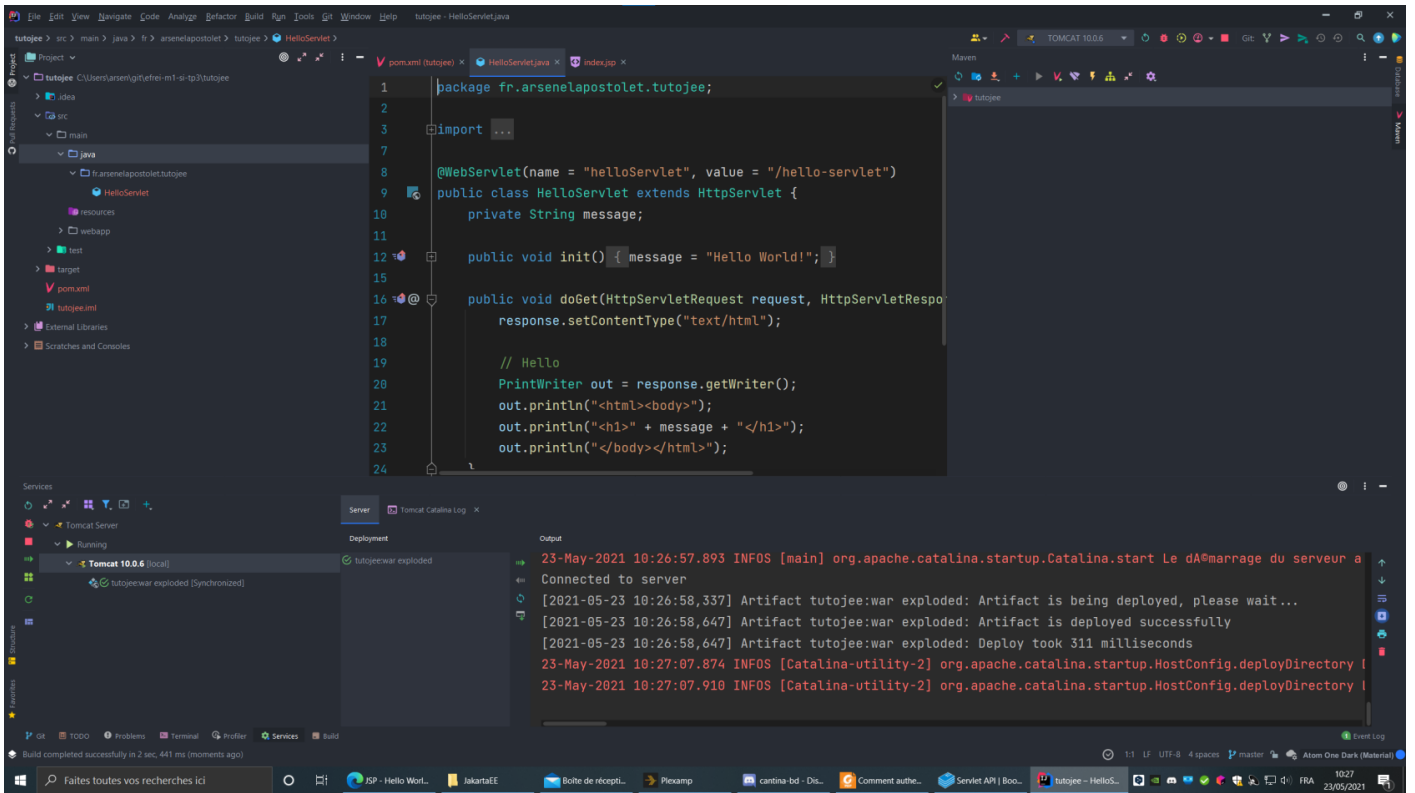 File Edit View Navigate Code Analyze Refactor Build Run Tools Git Window Help tutojee - HelloServlet.java
tutojee > src > main > java > fr > arsenelapostolet > tutojee > HelloServlet >
TOMCAT 10.0.6
Git:
Project
pom.xml (tutojee) ×
HelloServlet.java ×
index.jsp ×
Maven
tutojee C:\Users\arsen\git\efrei-m1-si-tp3\tutojee
.idea
src
main
java
fr.arsenelapostolet.tutojee
HelloServlet
resources
webapp
test
target
pom.xml
tutojee.iml
External Libraries
Scratches and Consoles
1 package fr.arsenelapostolet.tutojee;
2
3 import ...
7
8 @WebServlet(name = "helloServlet", value = "/hello-servlet")
9 public class HelloServlet extends HttpServlet {
10 private String message;
11
12 public void init() { message = "Hello World!"; }
15
16 @ public void doGet(HttpServletRequest request, HttpServletRespo
17 response.setContentType("text/html");
18
19 // Hello
20 PrintWriter out = response.getWriter();
21 out.println("<html><body>");
22 out.println("<h1>" + message + "</h1>");
23 out.println("</body></html>");
24 }
tutojee
Project
Pull Requests
Structure
Favorites
Database
Maven
Services
Tomcat Server
Running
Tomcat 10.0.6 [local]
tutojee:war exploded [Synchronized]
Server
Tomcat Catalina Log ×
Deployment
tutojee:war exploded
Output
23-May-2021 10:26:57.893 INFOS [main] org.apache.catalina.startup.Catalina.start Le dÃ©marrage du serveur a
Connected to server
[2021-05-23 10:26:58,337] Artifact tutojee:war exploded: Artifact is being deployed, please wait...
[2021-05-23 10:26:58,647] Artifact tutojee:war exploded: Artifact is deployed successfully
[2021-05-23 10:26:58,647] Artifact tutojee:war exploded: Deploy took 311 milliseconds
23-May-2021 10:27:07.874 INFOS [Catalina-utility-2] org.apache.catalina.startup.HostConfig.deployDirectory
23-May-2021 10:27:07.910 INFOS [Catalina-utility-2] org.apache.catalina.startup.HostConfig.deployDirectory
Git TODO Problems Terminal Profiler Services Build
1 Event Log
Build completed successfully in 2 sec, 441 ms (moments ago)
1:1 LF UTF-8 4 spaces master Atom One Dark (Material)
Faites toutes vos recherches ici
JSP - Hello Worl...
JakartaEE
Boîte de récepti...
Plexamp
cantina-bd - Dis...
Comment authe...
Servlet API | Boo...
tutojee – HelloS...
FRA
10:27
23/05/2021